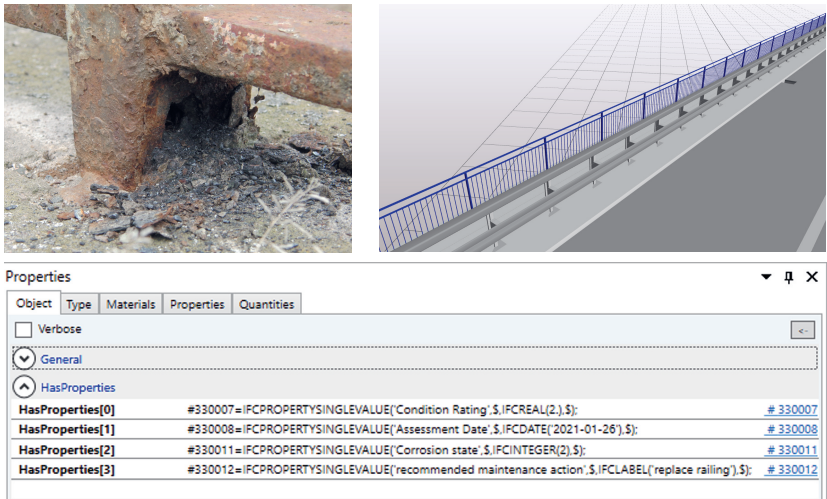 Properties
Object Type Materials Properties Quantities
Verbose <-
General
HasProperties
HasProperties[0] #330007=IFCPROPERTYSINGLEVALUE('Condition Rating',$,IFCREAL(2.),$); # 330007
HasProperties[1] #330008=IFCPROPERTYSINGLEVALUE('Assessment Date',$,IFCDATE('2021-01-26'),$); # 330008
HasProperties[2] #330011=IFCPROPERTYSINGLEVALUE('Corrosion state',$,IFCINTEGER(2),$); # 330011
HasProperties[3] #330012=IFCPROPERTYSINGLEVALUE('recommended maintenance action',$,IFCLABEL('replace railing'),$); # 330012